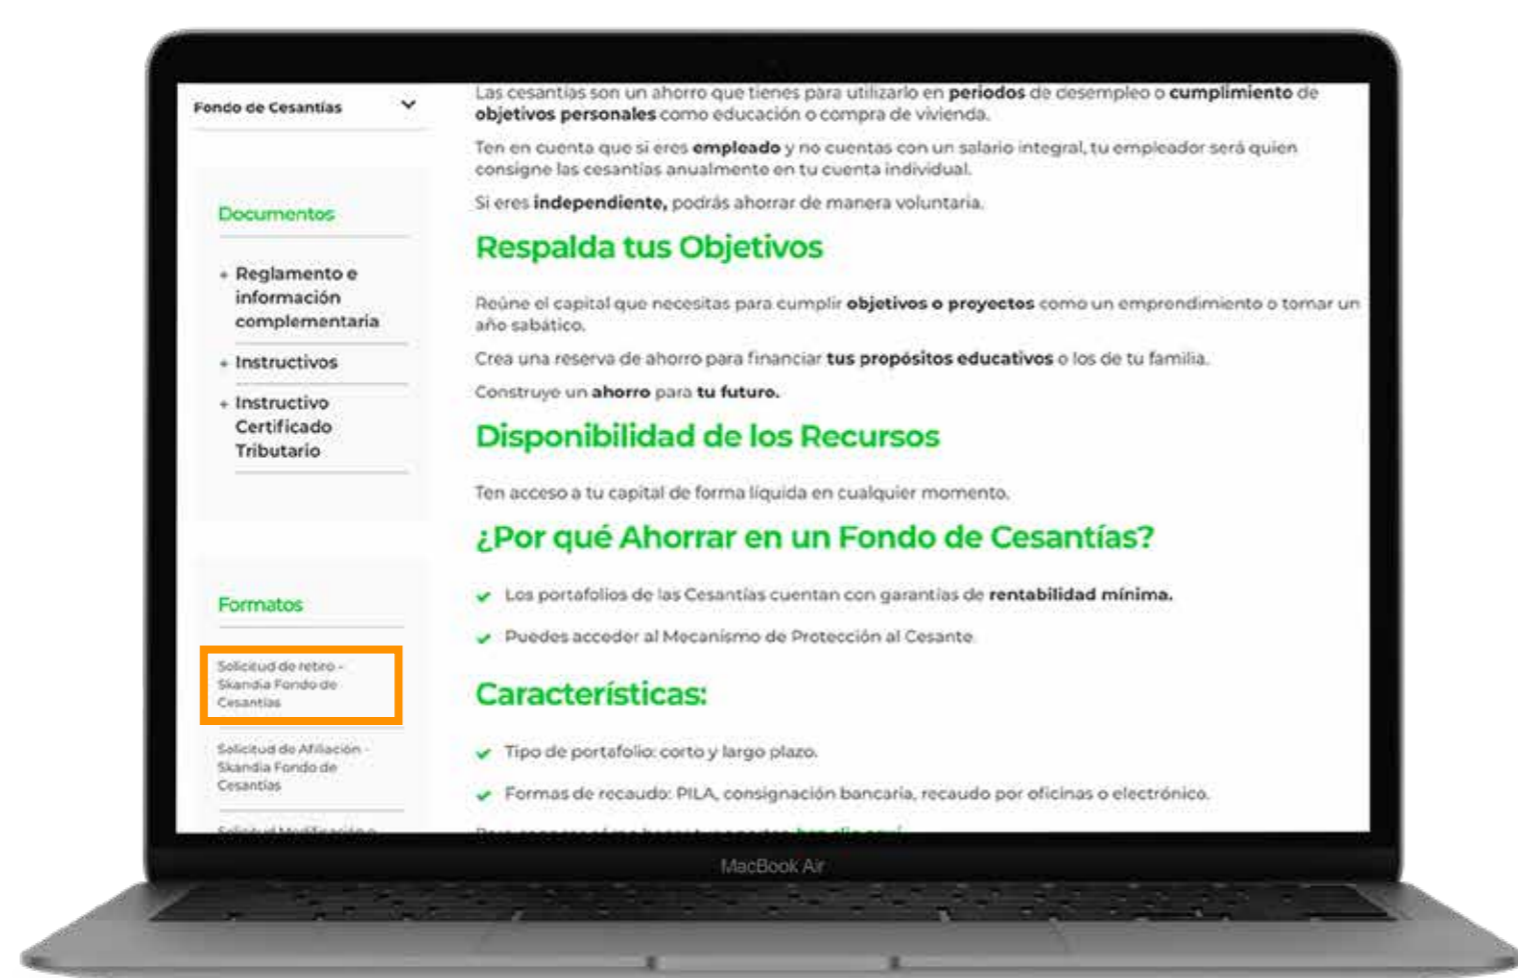 Fondo de Cesantías
Documentos
+ Reglamento e
información
complementaria
+ Instructivos
+ Instructivo
Certificado
Tributario
Formatos
Solicitud de retiro -
Skandia Fondo de
Cesantías
Solicitud de Afiliación -
Skandia Fondo de
Cesantías
Las cesantías son un ahorro que tienes para utilizarlo en periodos de desempleo o cumplimiento de
objetivos personales como educación o compra de vivienda.
Ten en cuenta que si eres empleado y no cuentas con un salario integral, tu empleador será quien
consigne las cesantías anualmente en tu cuenta individual.
Si eres independiente, podrás ahorrar de manera voluntaria.
Respalda tus Objetivos
Reúne el capital que necesitas para cumplir objetivos o proyectos como un emprendimiento o tomar un
año sabático.
Crea una reserva de ahorro para financiar tus propósitos educativos o los de tu familia.
Construye un ahorro para tu futuro.
Disponibilidad de los Recursos
Ten acceso a tu capital de forma líquida en cualquier momento.
¿Por qué Ahorrar en un Fondo de Cesantías?
Los portafolios de las Cesantías cuentan con garantías de rentabilidad mínima.
Puedes acceder al Mecanismo de Protección al Cesante.
Características:
Tipo de portafolio: corto y largo plazo.
Formas de recaudo: PILA, consignación bancaria, recaudo por oficinas o electrónico.
MacBook Air